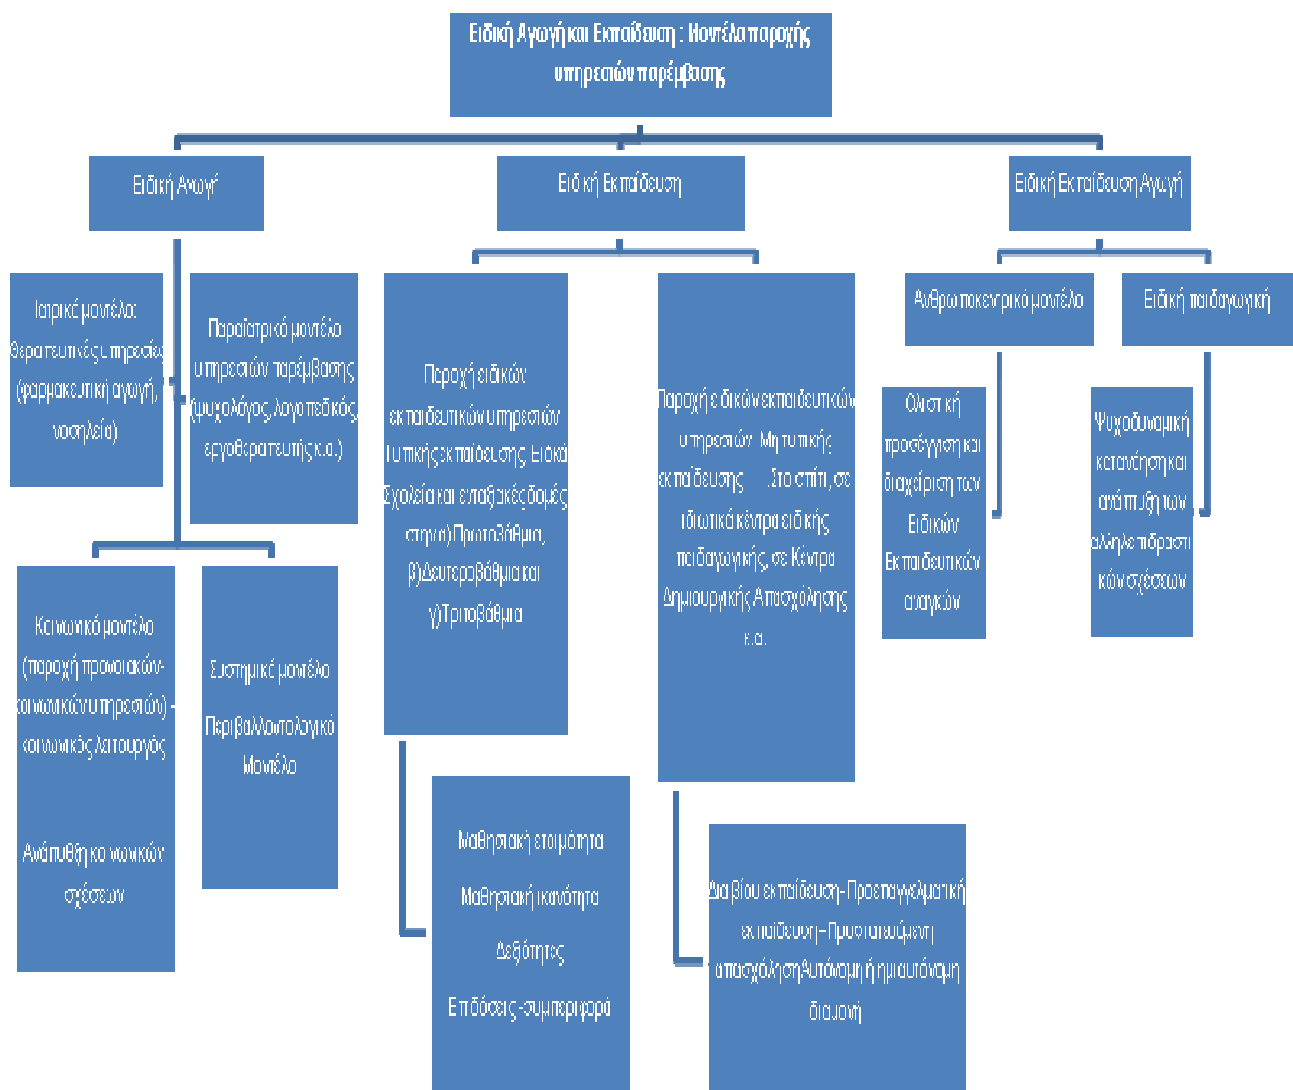 Ειδική Αγωγή και Εκπαίδευση : Μοντέλα παροχής
υπηρεσιών παρέμβασης
Ειδική Αγωγή
Ειδική Εκπαίδευση
Ειδική Εκπαίδευση Αγωγή
Ιατρικό μοντέλο:
θεραπευτικές υπηρεσίες
(φαρμακευτική αγωγή,
νοσηλεία)
Παραϊατρικό μοντέλο
υπηρεσιών παρέμβασης
(ψυχολόγος, λογοπεδικός,
εργοθεραπευτής κ.α.)
Κοινωνικό μοντέλο
(παροχή προνοιακών-
κοινωνικών υπηρεσιών) –
κοινωνικός λειτουργός
Ανάπυθξη κοινωνικών
σχέσεων
Συστημικό μοντέλο
Περιβαλλοντολογικό
Μοντέλο
Παροχή ειδικών
εκπαιδευτικών υπηρεσιών
Τυπικής εκπαίδευσης. Ειδικά
Σχολεία και ενταξιακές δομές
στην α)Πρωτοβάθμια,
β)Δευτεροβάθμια και
γ)Τριτοβάθμια
Μαθησιακή ετοιμότητα
Μαθησιακή ικανότητα
Δεξιότητες
Επιδόσεις -συμπεριφορά
Παροχή ειδικών εκπαιδευτικών
υπηρεσιών Μη τυπικής
εκπαίδευσης .Στο σπίτι, σε
ιδιωτικά κέντρα ειδικής
παιδαγωγικής, σε Κέντρα
Δημιουργικής Απασχόλησης
κ.α.
Δια βίου εκπαίδευση- Προεπαγγελματική
εκπαίδευση – Προστατευόμενη
απασχόληση Αυτόνομη ή ημιαυτόνομη
διαμονή
Ανθρωποκεντρικό μοντέλο
Ολιστική
προσέγγιση και
διαχείριση των
Ειδικών
Εκπαιδευτικών
αναγκών
Ειδική παιδαγωγική
Ψυχοδυναμική
κατανόηση και
ανάπτυξη των
αλληλεπιδραστι
κών σχέσεων